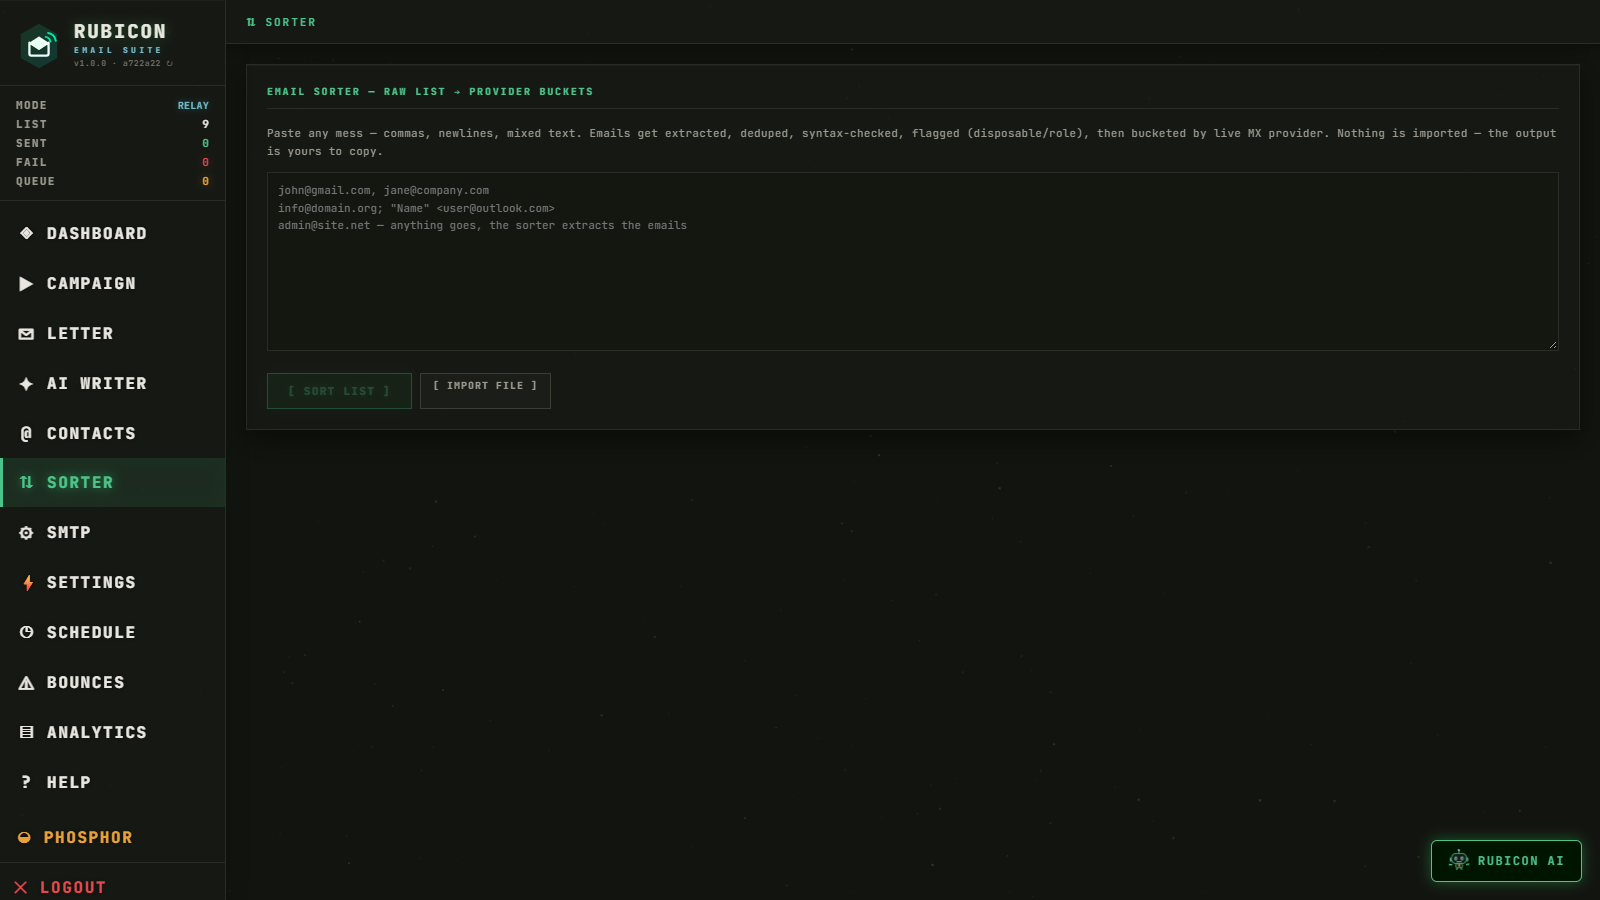 RUBICON
EMAIL SUITE
v1.0.0 · a722a22 ↻
MODE RELAY
LIST 9
SENT 0
FAIL 0
QUEUE 0
DASHBOARD
CAMPAIGN
LETTER
AI WRITER
@ CONTACTS
⇅ SORTER
SMTP
SETTINGS
SCHEDULE
BOUNCES
ANALYTICS
? HELP
PHOSPHOR
LOGOUT
⇅ SORTER
EMAIL SORTER — RAW LIST → PROVIDER BUCKETS
Paste any mess — commas, newlines, mixed text. Emails get extracted, deduped, syntax-checked, flagged (disposable/role), then bucketed by live MX provider. Nothing is imported — the output
is yours to copy.
john@gmail.com, jane@company.com
info@domain.org; "Name" <user@outlook.com>
admin@site.net — anything goes, the sorter extracts the emails
[ SORT LIST ] [ IMPORT FILE ]
RUBICON AI